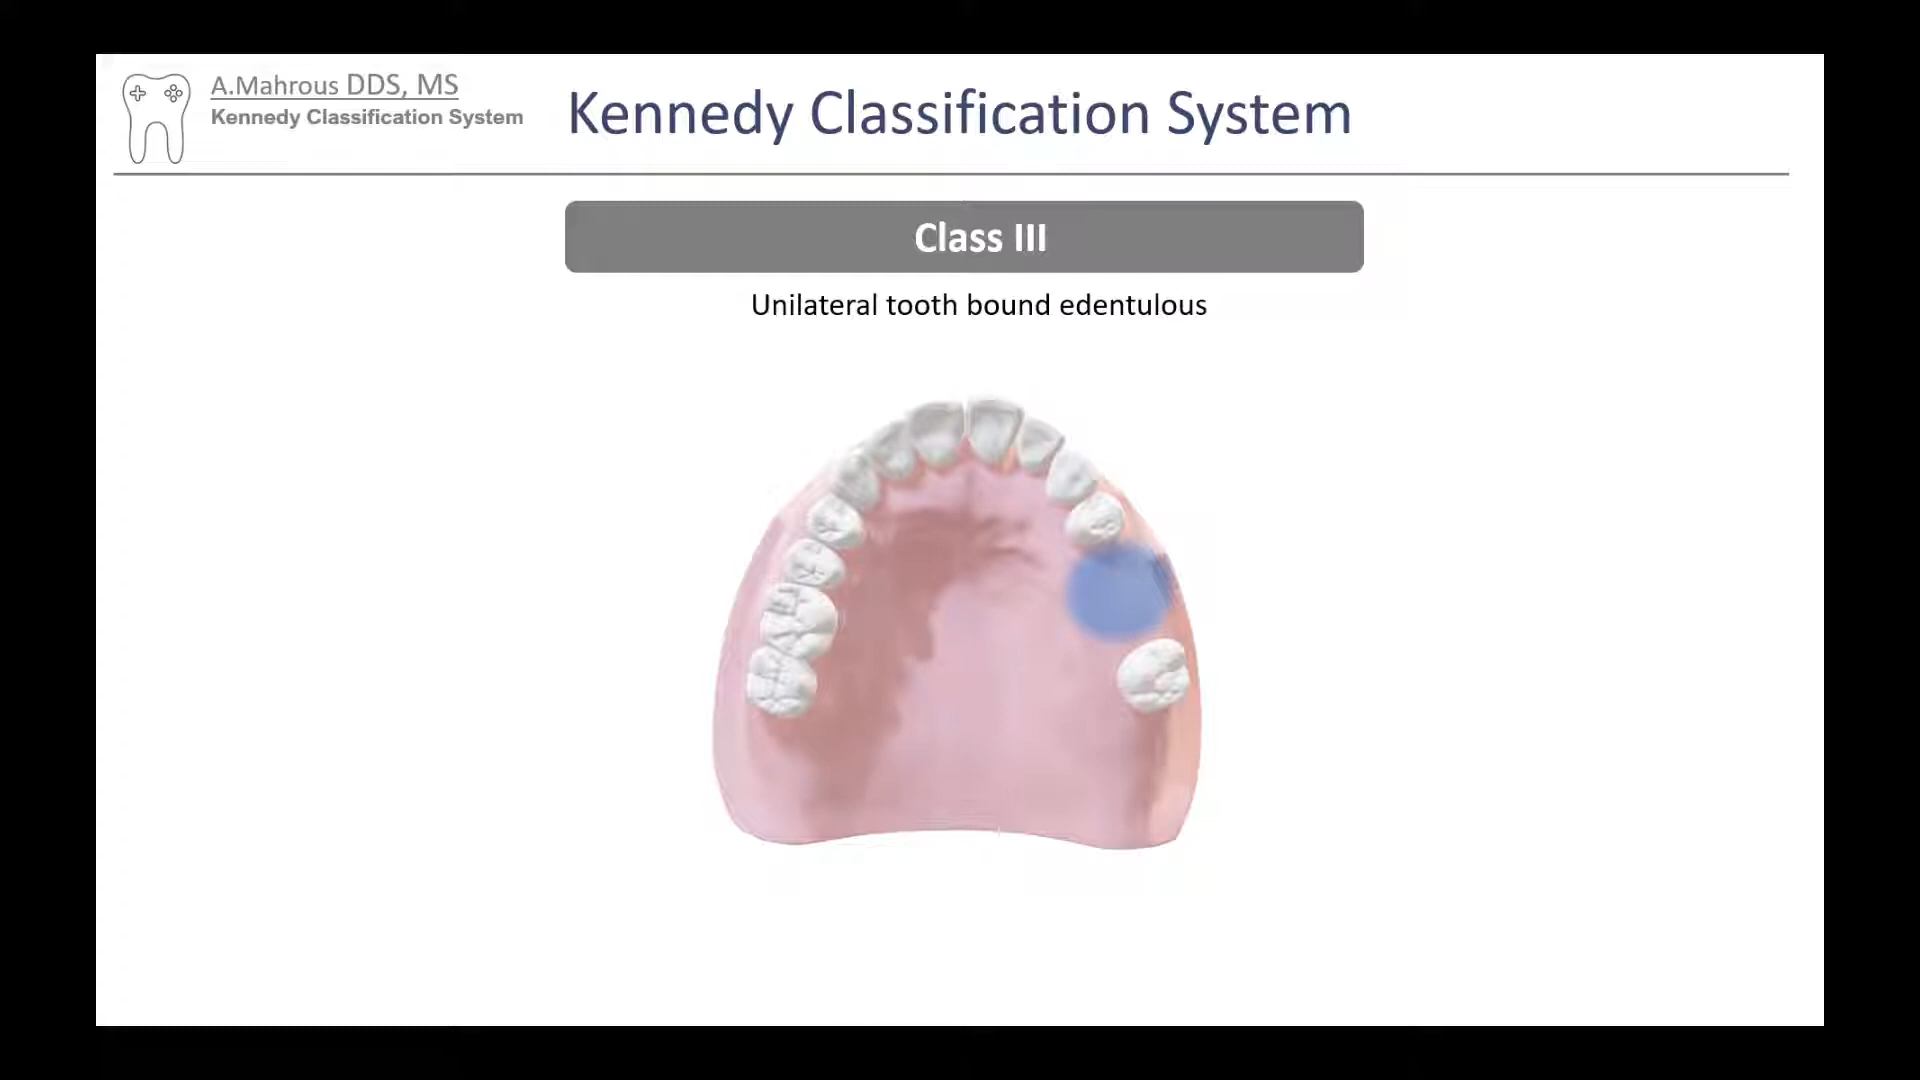 A.Mahrous DDS, MS
Kennedy Classification System
Kennedy Classification System
Class III
Unilateral tooth bound edentulous